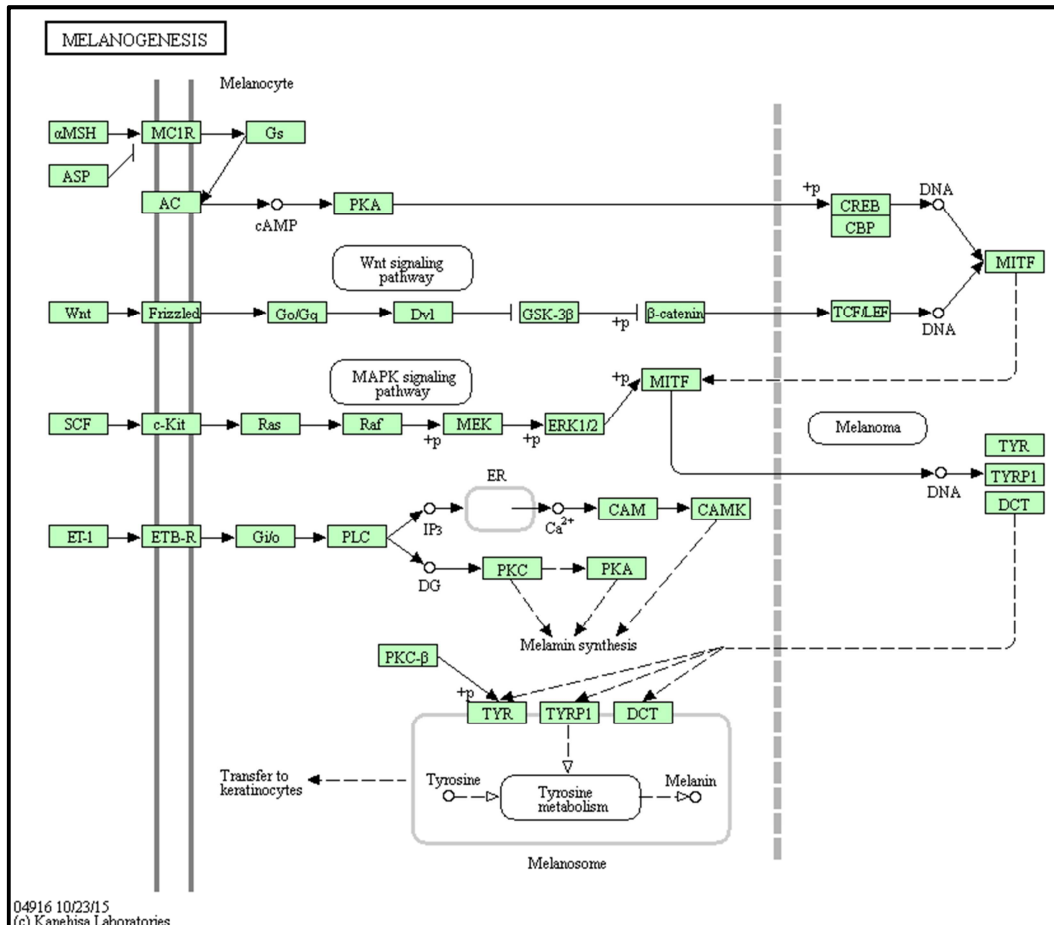 MELANOGENESIS
Melanocyte
αMSH
MC1R
Gs
ASP
AC
cAMP
PKA
+p
CREB
CBP
DNA
MITF
Wnt signaling
pathway
Wnt
Frizzled
Go/Gq
Dvl
GSK-3β
+p
β-catenin
TCF/LEF
DNA
MAPK signaling
pathway
+p
MITF
SCF
c-Kit
Ras
Raf
+p
MEK
+p
ERK1/2
Melanoma
TYR
DNA
TYRP1
DCT
ER
ET-1
ETB-R
Gi/o
PLC
IP3
Ca2+
CAM
CAMK
DG
PKC
PKA
Melamin synthesis
PKC-β
+p
TYR
TYRP1
DCT
Transfer to
keratinocytes
Tyrosine
Tyrosine
metabolism
Melanin
Melanosome
04916 10/23/15
(c) Kanehisa Laboratories